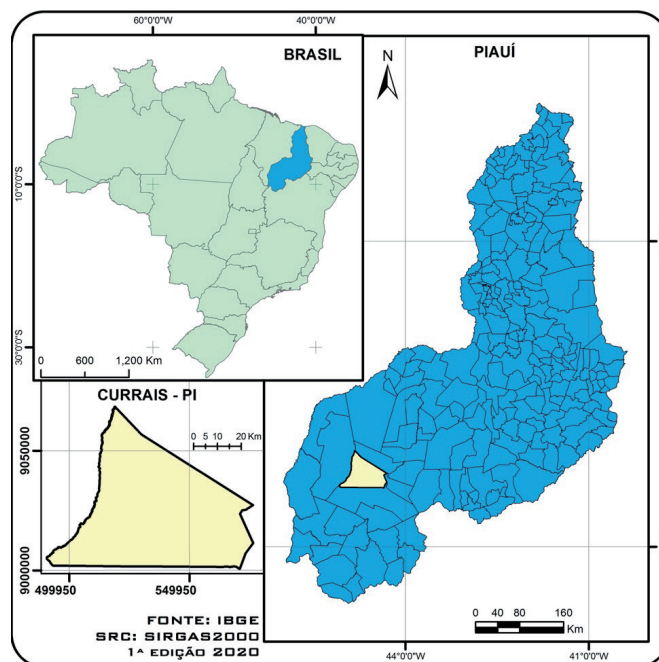 60°0'0"W
40°0'0"W
BRASIL
10°0'0"S
30°0'0"S
0 600 1,200 Km
PIAUÍ
N
CURRAIS - PI
0 5 10 20 Km
9050000
9000000
499950 549950
0 40 80 160
Km
44°0'0"W 41°0'0"W
FONTE: IBGE
SRC: SIRGAS2000
1ª EDIÇÃO 2020